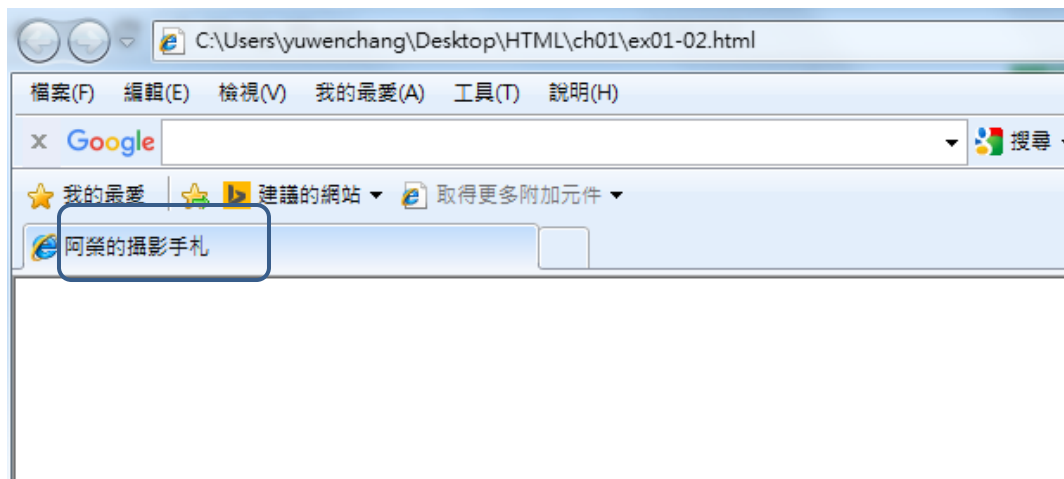 C:\Users\yuwenchang\Desktop\HTML\ch01\ex01-02.html
檔案(F) 編輯(E) 檢視(V) 我的最愛(A) 工具(T) 說明(H)
x Google 搜尋
我的最愛 建議的網站 取得更多附加元件
阿榮的攝影手札